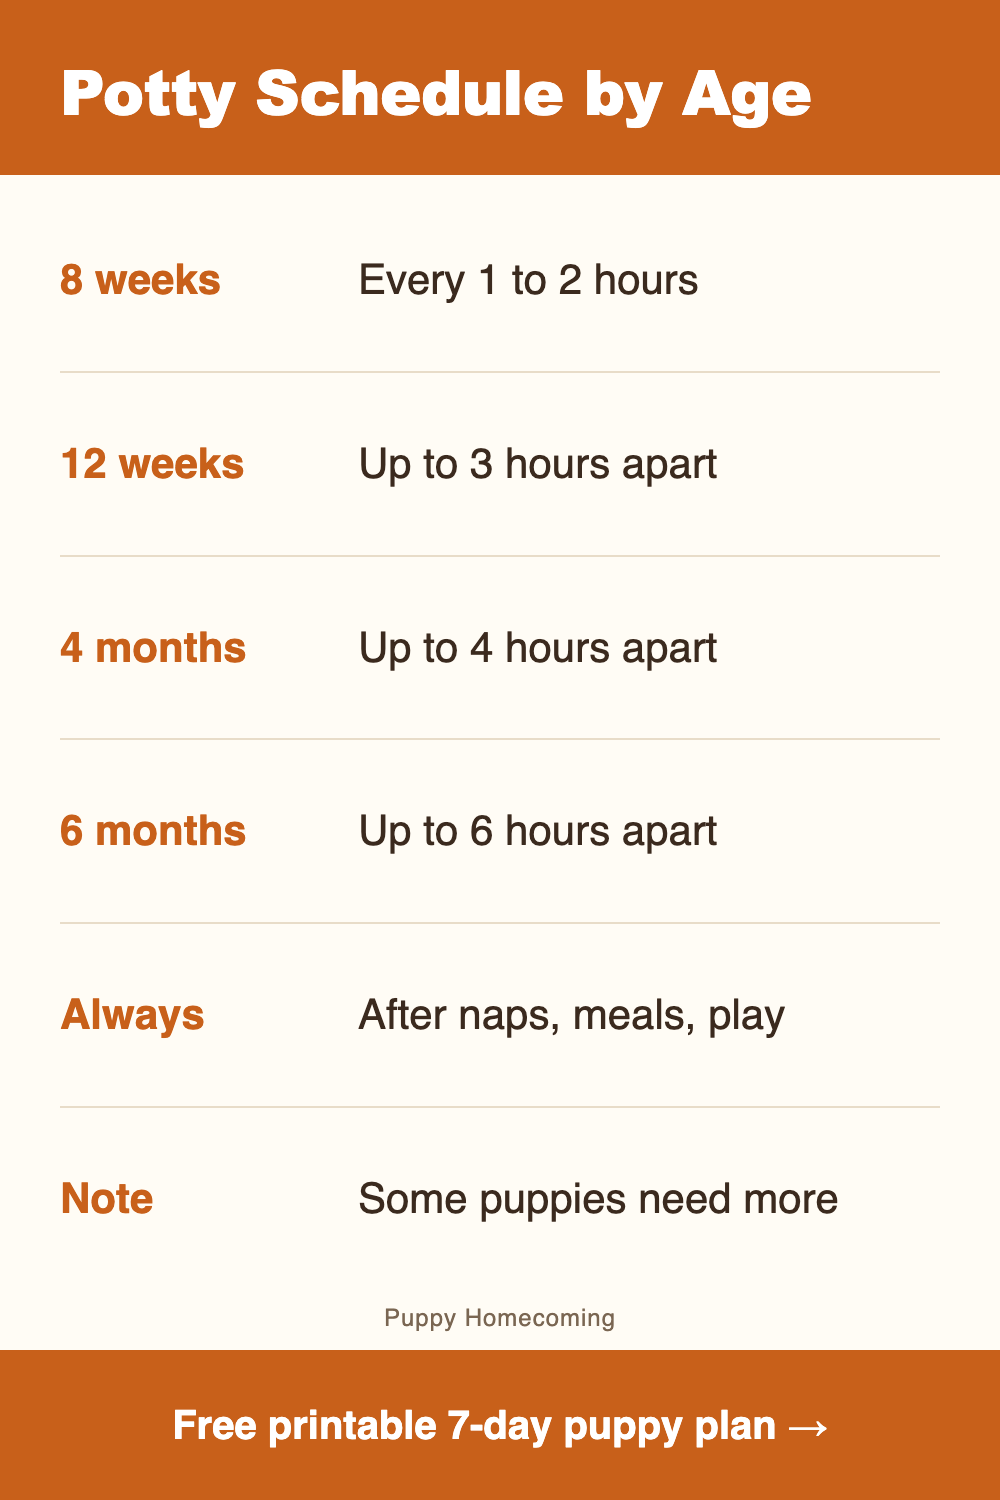 Potty Schedule by Age
8 weeks Every 1 to 2 hours
12 weeks Up to 3 hours apart
4 months Up to 4 hours apart
6 months Up to 6 hours apart
Always After naps, meals, play
Note Some puppies need more
Puppy Homecoming
Free printable 7-day puppy plan →